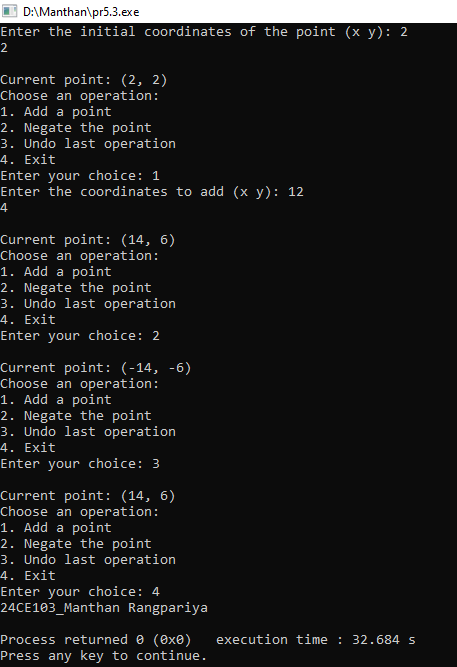 D:\Manthan\pr5.3.exe
Enter the initial coordinates of the point (x y): 2
2
Current point: (2, 2)
Choose an operation:
1. Add a point
2. Negate the point
3. Undo last operation
4. Exit
Enter your choice: 1
Enter the coordinates to add (x y): 12
4
Current point: (14, 6)
Choose an operation:
1. Add a point
2. Negate the point
3. Undo last operation
4. Exit
Enter your choice: 2
Current point: (-14, -6)
Choose an operation:
1. Add a point
2. Negate the point
3. Undo last operation
4. Exit
Enter your choice: 3
Current point: (14, 6)
Choose an operation:
1. Add a point
2. Negate the point
3. Undo last operation
4. Exit
Enter your choice: 4
24CE103_Manthan Rangpariya
Process returned 0 (0x0)   execution time : 32.684 s
Press any key to continue.